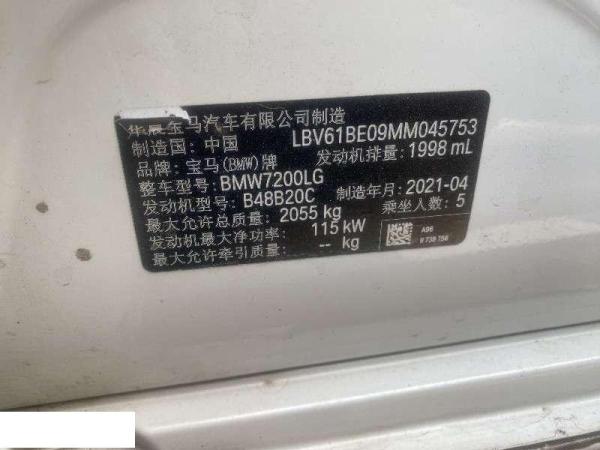 华晨宝马汽车有限公司制造
制造国: 中国 LBV61BE09MM045753
品牌: 宝马(BMW)牌 发动机排量: 1998 mL
整车型号: BMW7200LG 制造年月: 2021-04
发动机型号: B48B20C 乘坐人数: 5
最大允许总质量: 2055 kg
发动机最大净功率: 115 kW
最大允许牵引质量: -- kg
A96